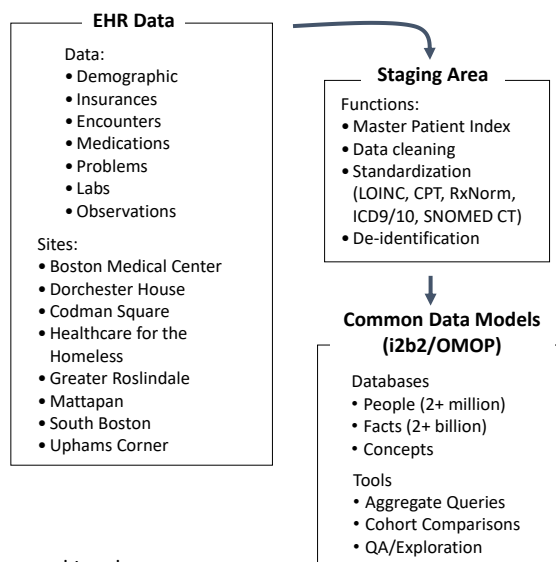 EHR Data
Data:
• Demographic
• Insurances
• Encounters
• Medications
• Problems
• Labs
• Observations
Sites:
• Boston Medical Center
• Dorchester House
• Codman Square
• Healthcare for the
Homeless
• Greater Roslindale
• Mattapan
• South Boston
• Uphams Corner
Staging Area
Functions:
• Master Patient Index
• Data cleaning
• Standardization
(LOINC, CPT, RxNorm,
ICD9/10, SNOMED CT)
• De-identification
Common Data Models
(i2b2/OMOP)
Databases
• People (2+ million)
• Facts (2+ billion)
• Concepts
Tools
• Aggregate Queries
• Cohort Comparisons
• QA/Exploration